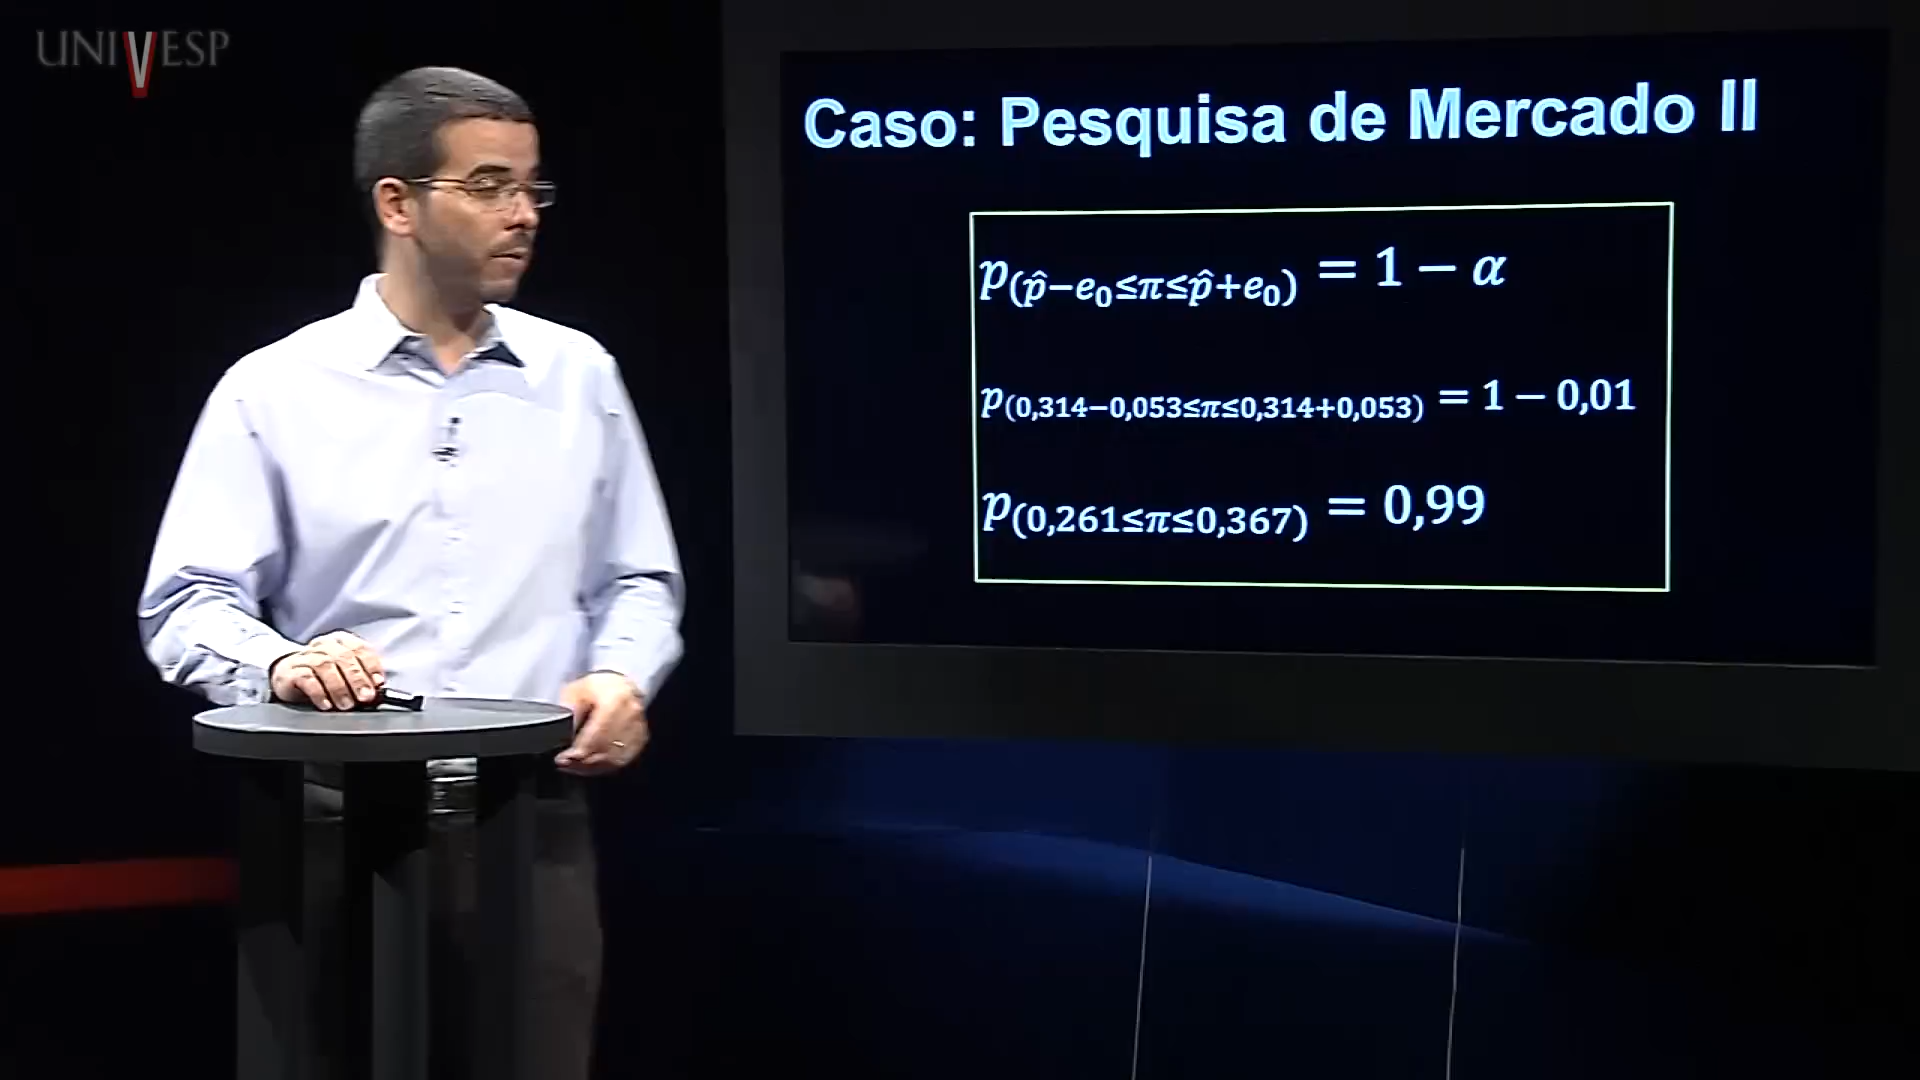 UNIVESP
Caso: Pesquisa de Mercado II
p(p̂−e₀≤π≤p̂+e₀) = 1 − α
p(0,314−0,053≤π≤0,314+0,053) = 1 − 0,01
p(0,261≤π≤0,367) = 0,99